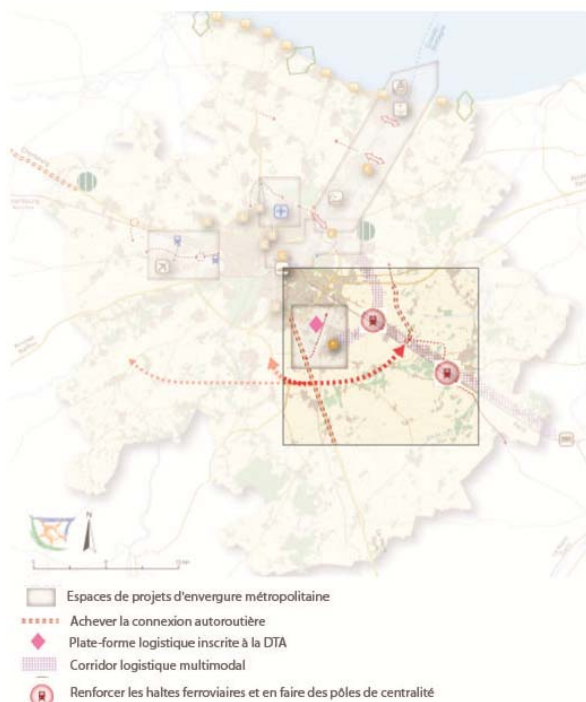 Cherbourg
N
Espaces de projets d'envergure métropolitaine
Achever la connexion autoroutière
Plate-forme logistique inscrite à la DTA
Corridor logistique multimodal
Renforcer les haltes ferroviaires et en faire des pôles de centralité